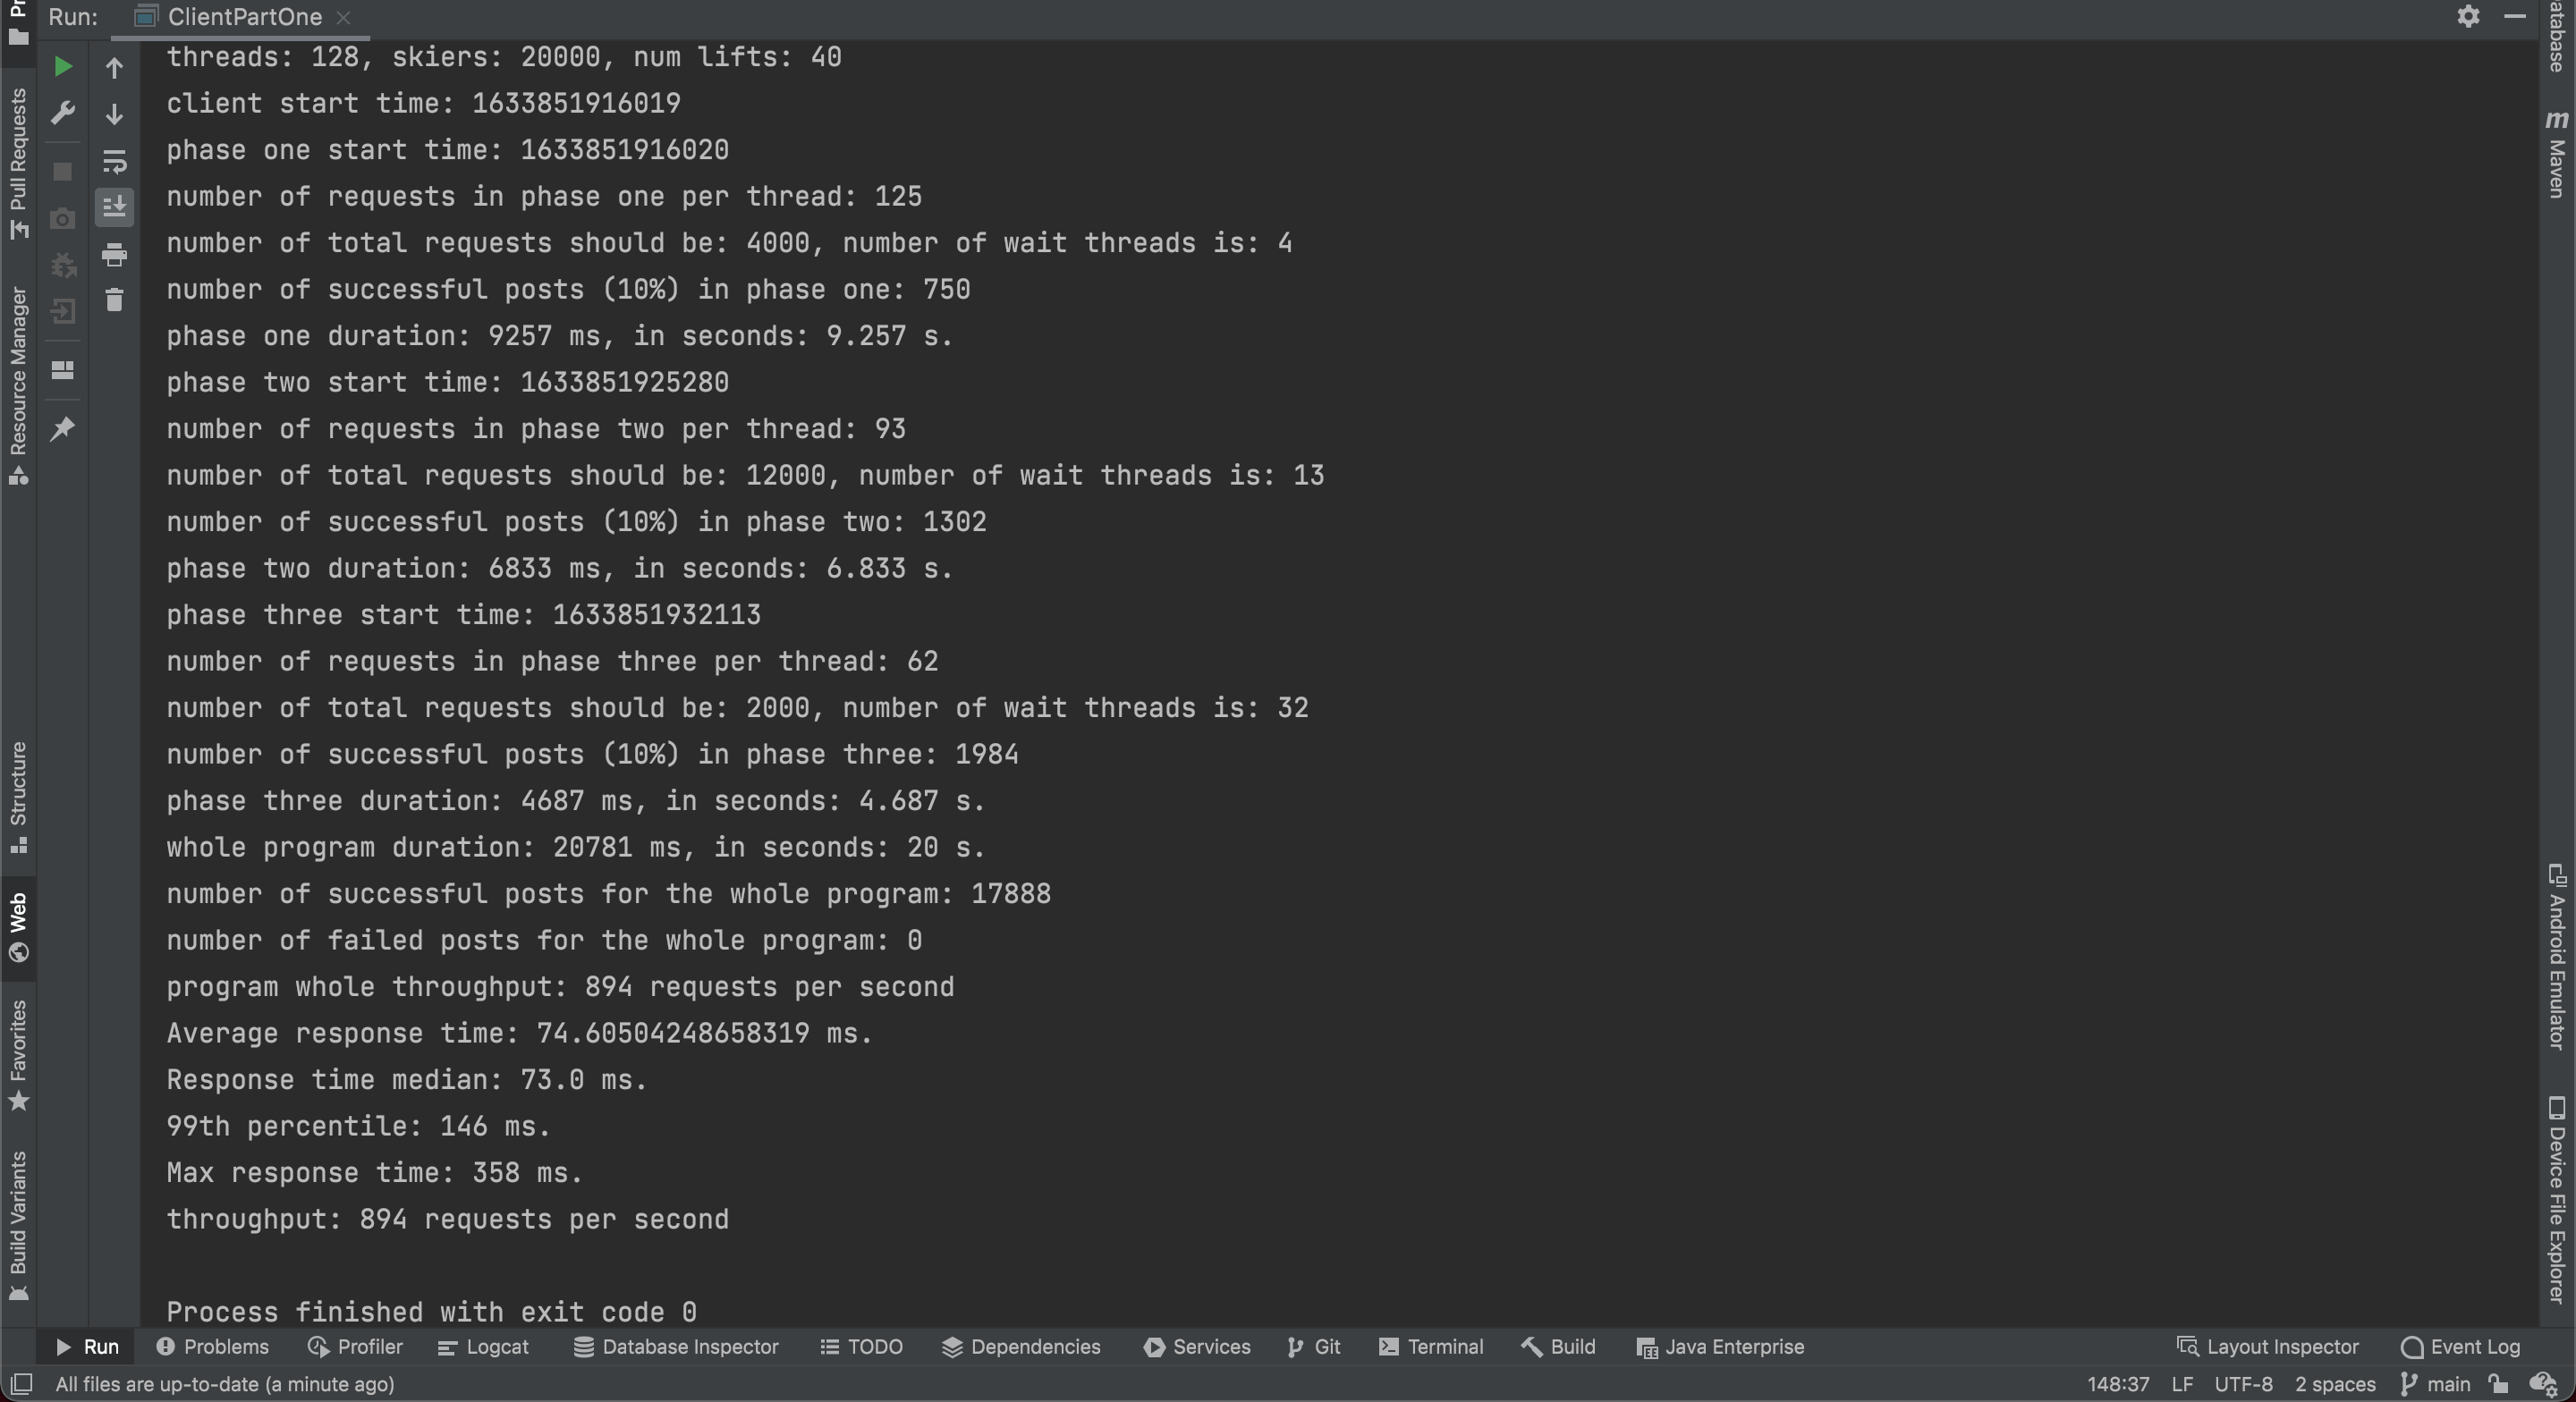 Run: ClientPartOne
threads: 128, skiers: 20000, num lifts: 40
client start time: 1633851916019
phase one start time: 1633851916020
number of requests in phase one per thread: 125
number of total requests should be: 4000, number of wait threads is: 4
number of successful posts (10%) in phase one: 750
phase one duration: 9257 ms, in seconds: 9.257 s.
phase two start time: 1633851925280
number of requests in phase two per thread: 93
number of total requests should be: 12000, number of wait threads is: 13
number of successful posts (10%) in phase two: 1302
phase two duration: 6833 ms, in seconds: 6.833 s.
phase three start time: 1633851932113
number of requests in phase three per thread: 62
number of total requests should be: 2000, number of wait threads is: 32
number of successful posts (10%) in phase three: 1984
phase three duration: 4687 ms, in seconds: 4.687 s.
whole program duration: 20781 ms, in seconds: 20 s.
number of successful posts for the whole program: 17888
number of failed posts for the whole program: 0
program whole throughput: 894 requests per second
Average response time: 74.60504248658319 ms.
Response time median: 73.0 ms.
99th percentile: 146 ms.
Max response time: 358 ms.
throughput: 894 requests per second
Process finished with exit code 0
Pr
Pull Requests
Resource Manager
Structure
Web
Favorites
Build Variants
atabase
m Maven
Android Emulator
Device File Explorer
Run Problems Profiler Logcat Database Inspector TODO Dependencies Services Git Terminal Build Java Enterprise Layout Inspector Event Log
All files are up-to-date (a minute ago) 148:37 LF UTF-8 2 spaces main